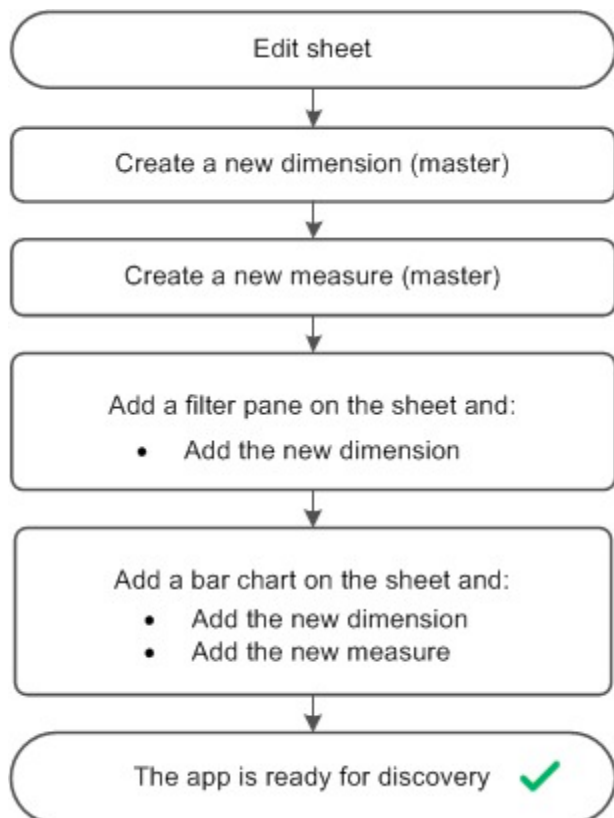 Edit sheet
Create a new dimension (master)
Create a new measure (master)
Add a filter pane on the sheet and:
• Add the new dimension
Add a bar chart on the sheet and:
• Add the new dimension
• Add the new measure
The app is ready for discovery